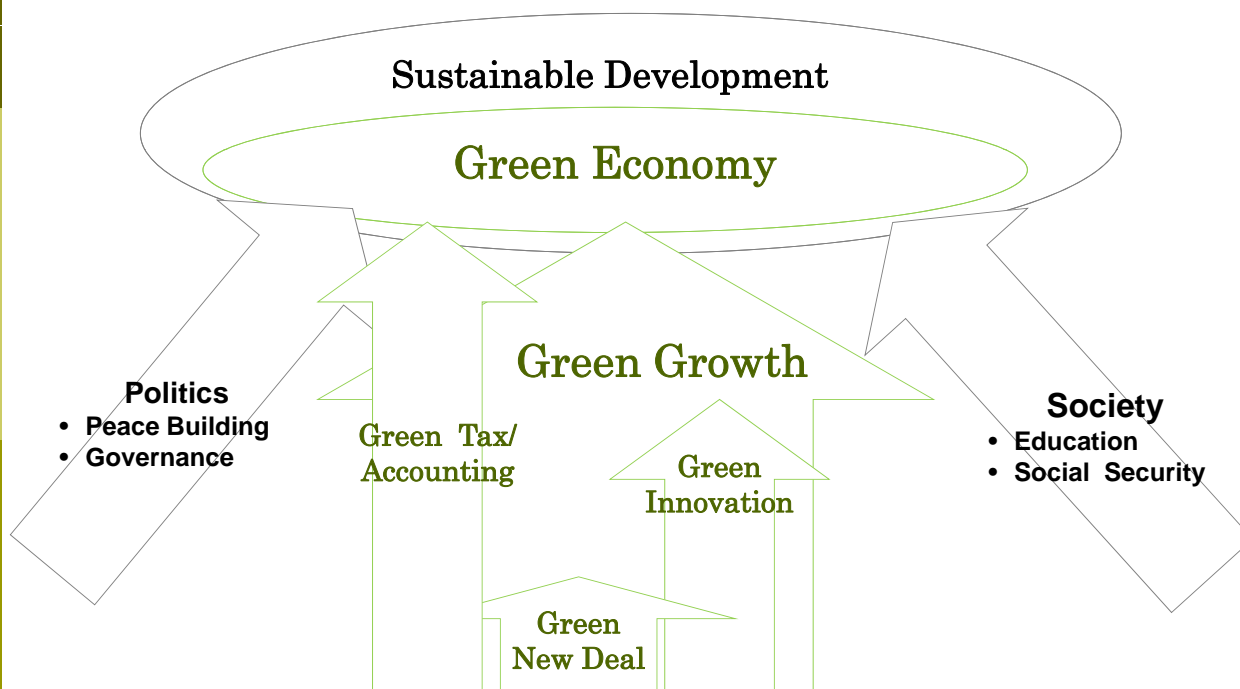 Sustainable Development
Green Economy
Green Growth
Politics
• Peace Building
• Governance
Green Tax/
Accounting
Green
Innovation
Society
• Education
• Social Security
Green
New Deal